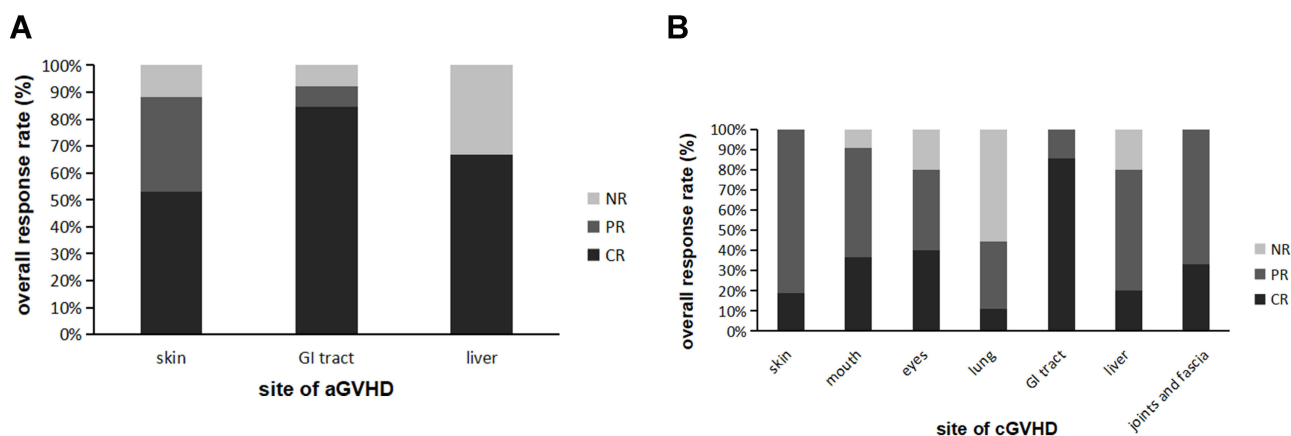 A
overall response rate (%)
100%
90%
80%
70%
60%
50%
40%
30%
20%
10%
0%
skin
GI tract
liver
site of aGVHD
NR
PR
CR
B
overall response rate (%)
100%
90%
80%
70%
60%
50%
40%
30%
20%
10%
0%
skin
mouth
eyes
lung
GI tract
liver
joints and fascia
site of cGVHD
NR
PR
CR